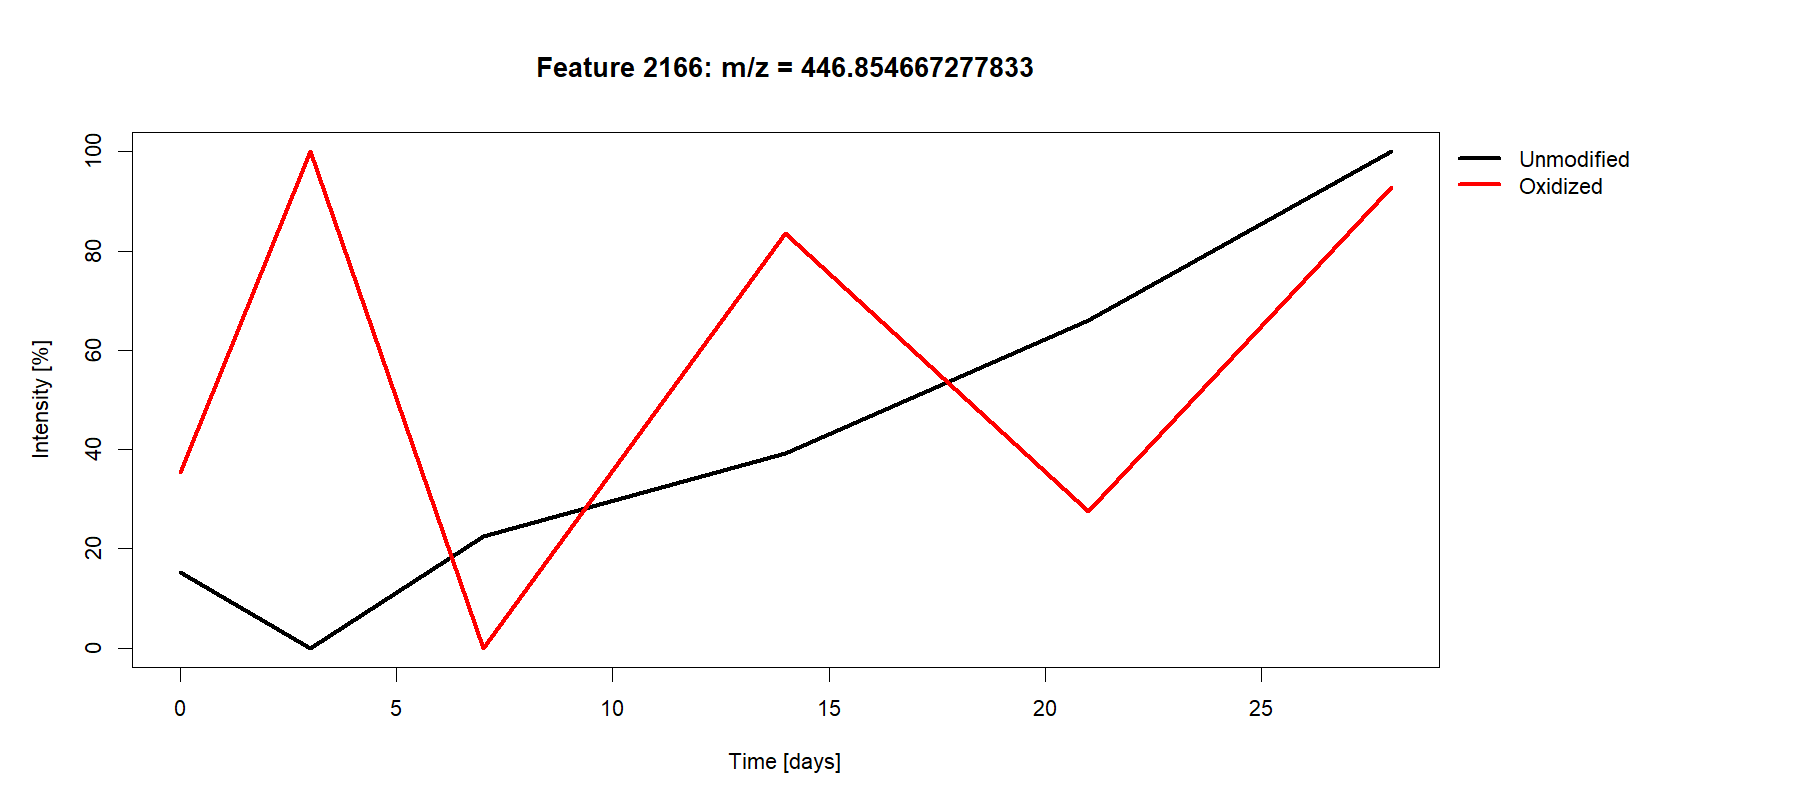 Feature 2166: m/z = 446.854667277833
Unmodified
Oxidized
Intensity [%]
100
80
60
40
20
0
0 5 10 15 20 25
Time [days]